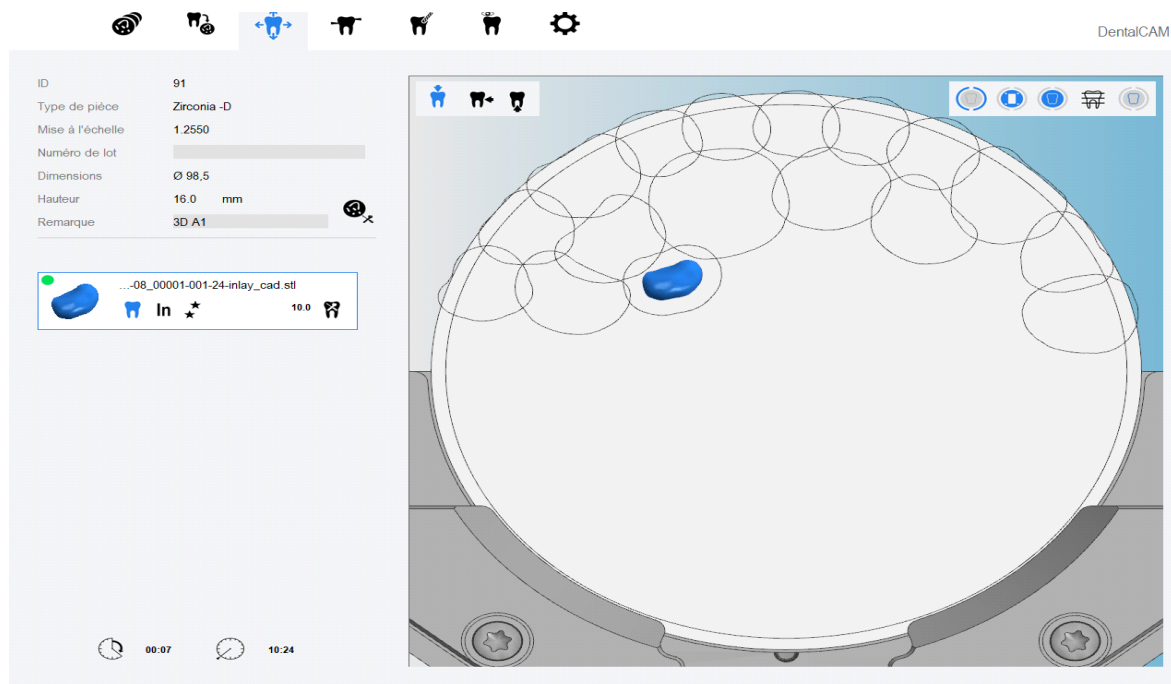 DentalCAM
ID 91
Type de pièce Zirconia -D
Mise à l'échelle 1.2550
Numéro de lot
Dimensions Ø 98,5
Hauteur 16.0 mm
Remarque 3D A1
...-08_00001-001-24-inlay_cad.stl
In 10.0
00:07 10:24